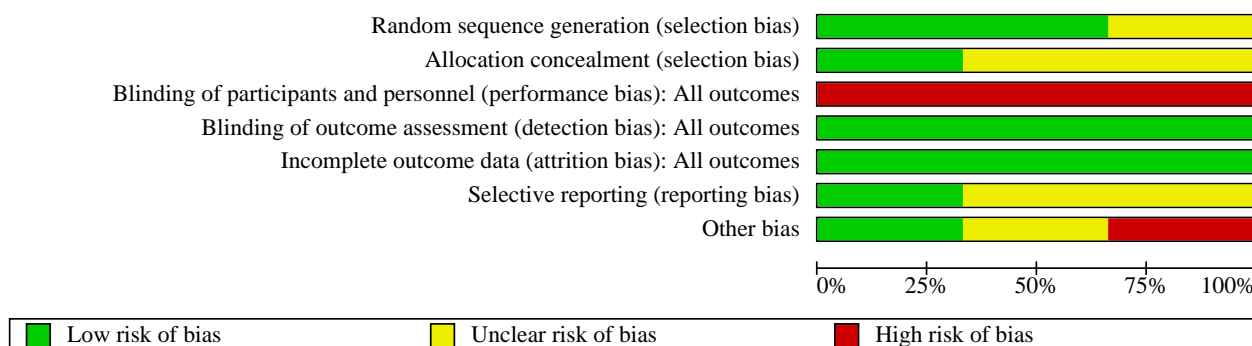 Random sequence generation (selection bias)
Allocation concealment (selection bias)
Blinding of participants and personnel (performance bias): All outcomes
Blinding of outcome assessment (detection bias): All outcomes
Incomplete outcome data (attrition bias): All outcomes
Selective reporting (reporting bias)
Other bias
0% 25% 50% 75% 100%
Low risk of bias Unclear risk of bias High risk of bias